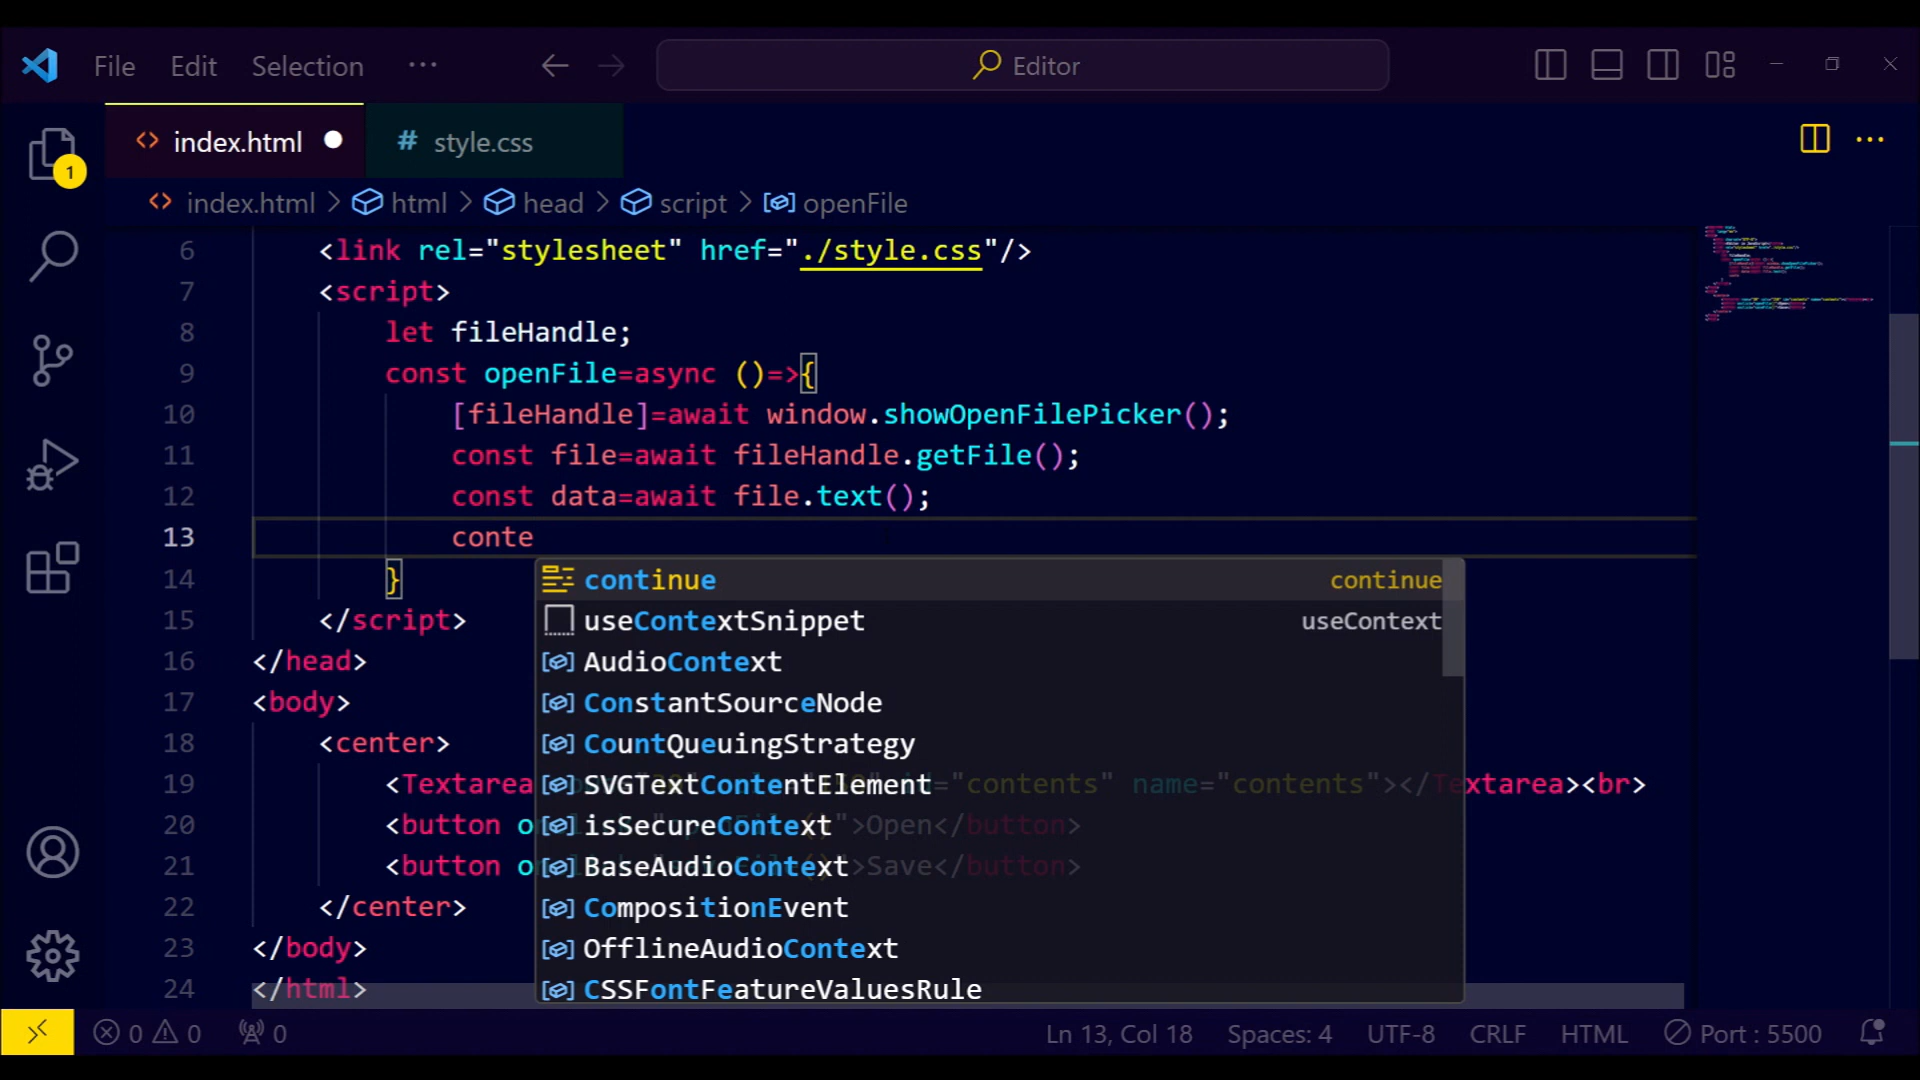 File Edit Selection ··· Editor
index.html # style.css
1
index.html > html > head > script > openFile
6 <link rel="stylesheet" href="./style.css"/>
7 <script>
8 let fileHandle;
9 const openFile=async ()=>{
10 [fileHandle]=await window.showOpenFilePicker();
11 const file=await fileHandle.getFile();
12 const data=await file.text();
13 conte
14 }
continue continue
15 </script>
useContextSnippet useContext
16 </head>
AudioContext
17 <body>
ConstantSourceNode
18 <center>
CountQueuingStrategy
19 <Textarea "contents" name="contents"></Textarea><br>
SVGTextContentElement
20 <button o ">Open</button>
isSecureContext
21 <button o ">Save</button>
BaseAudioContext
22 </center>
CompositionEvent
23 </body>
OfflineAudioContext
24 </html>
CSSFontFeatureValuesRule
0 0 0 Ln 13, Col 18 Spaces: 4 UTF-8 CRLF HTML Port : 5500